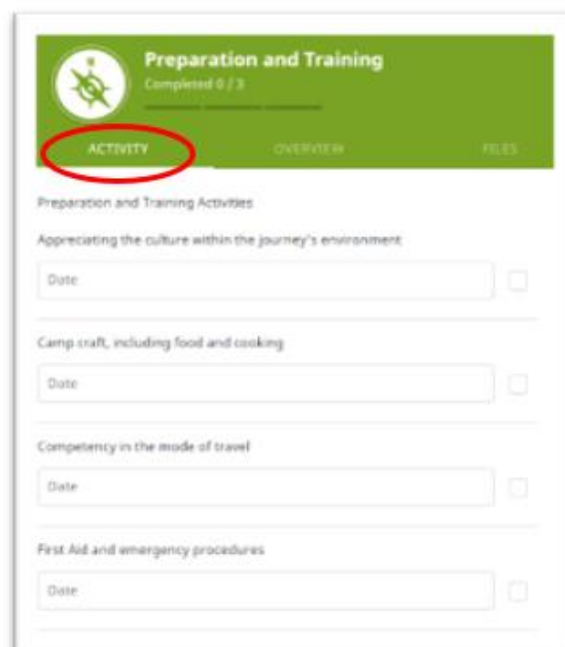 Preparation and Training
Completed 0 / 3
ACTIVITY OVERVIEW FILES
Preparation and Training Activities
Appreciating the culture within the journey's environment
Date
Camp craft, including food and cooking
Date
Competency in the mode of travel
Date
First Aid and emergency procedures
Date